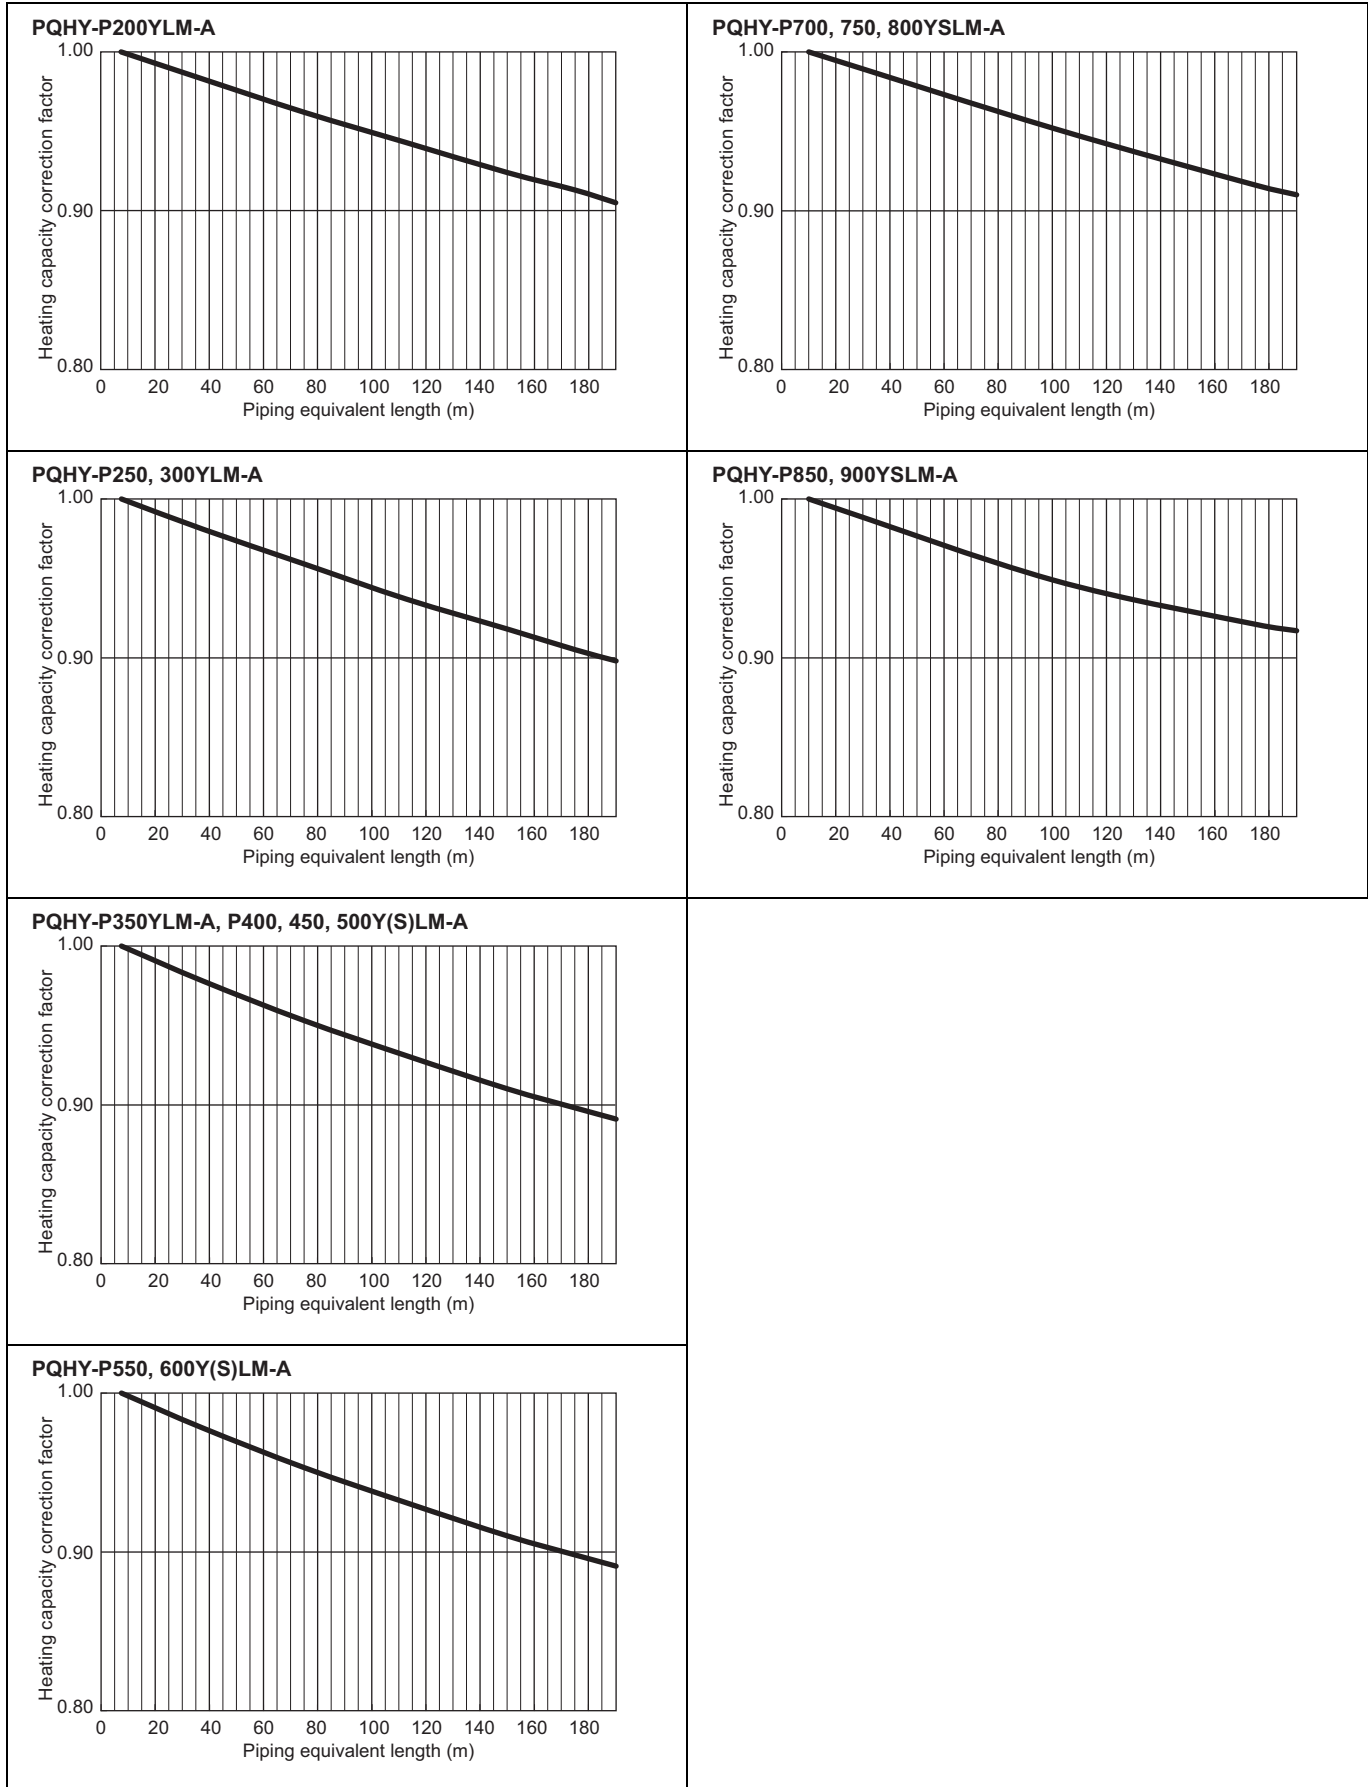 PQHY-P200YLM-A
Heating capacity correction factor
1.00
0.90
0.80
0 20 40 60 80 100 120 140 160 180
Piping equivalent length (m)
PQHY-P700, 750, 800YSLM-A
Heating capacity correction factor
1.00
0.90
0.80
0 20 40 60 80 100 120 140 160 180
Piping equivalent length (m)
PQHY-P250, 300YLM-A
Heating capacity correction factor
1.00
0.90
0.80
0 20 40 60 80 100 120 140 160 180
Piping equivalent length (m)
PQHY-P850, 900YSLM-A
Heating capacity correction factor
1.00
0.90
0.80
0 20 40 60 80 100 120 140 160 180
Piping equivalent length (m)
PQHY-P350YLM-A, P400, 450, 500Y(S)LM-A
Heating capacity correction factor
1.00
0.90
0.80
0 20 40 60 80 100 120 140 160 180
Piping equivalent length (m)
PQHY-P550, 600Y(S)LM-A
Heating capacity correction factor
1.00
0.90
0.80
0 20 40 60 80 100 120 140 160 180
Piping equivalent length (m)